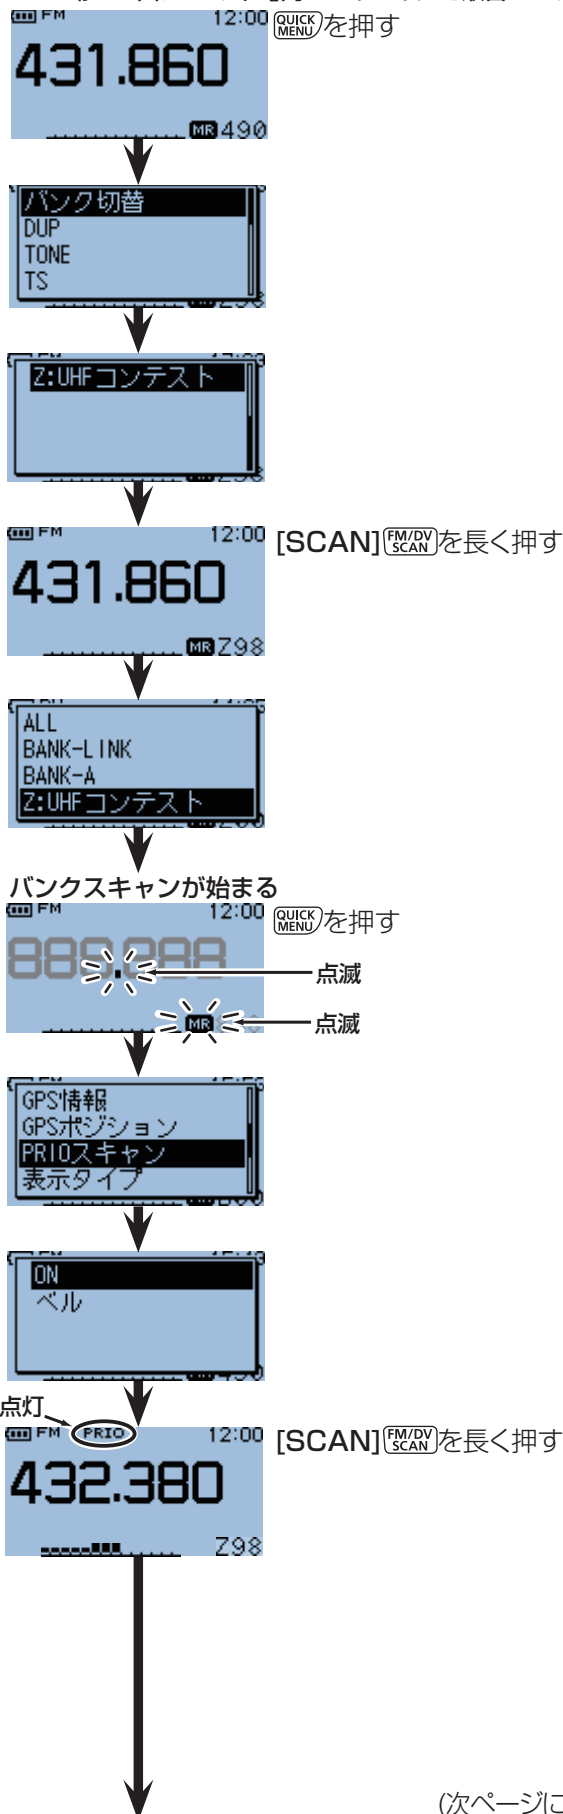 FM 12:00
QUICK MENU を押す
431.860
MR 490
バンク切替
DUP
TONE
TS
Z:UHFコンテスト
FM 12:00
[SCAN] FM/DV SCAN を長く押す
431.860
MR Z98
ALL
BANK-LINK
BANK-A
Z:UHFコンテスト
バンクスキャンが始まる
FM 12:00
QUICK MENU を押す
888.888
点滅
MR
点滅
GPS情報
GPSポジション
PRIOスキャン
表示タイプ
ON
ベル
点灯
FM PRIO 12:00
[SCAN] FM/DV SCAN を長く押す
432.380
Z98
(次ページに